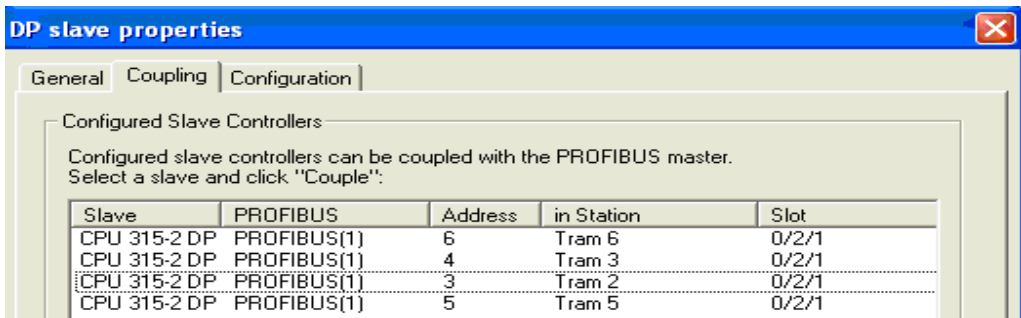 DP slave properties
General Coupling Configuration
Configured Slave Controllers
Configured slave controllers can be coupled with the PROFIBUS master.
Select a slave and click "Couple":
Slave PROFIBUS Address in Station Slot
CPU 315-2 DP PROFIBUS(1) 6 Tram 6 0/2/1
CPU 315-2 DP PROFIBUS(1) 4 Tram 3 0/2/1
CPU 315-2 DP PROFIBUS(1) 3 Tram 2 0/2/1
CPU 315-2 DP PROFIBUS(1) 5 Tram 5 0/2/1